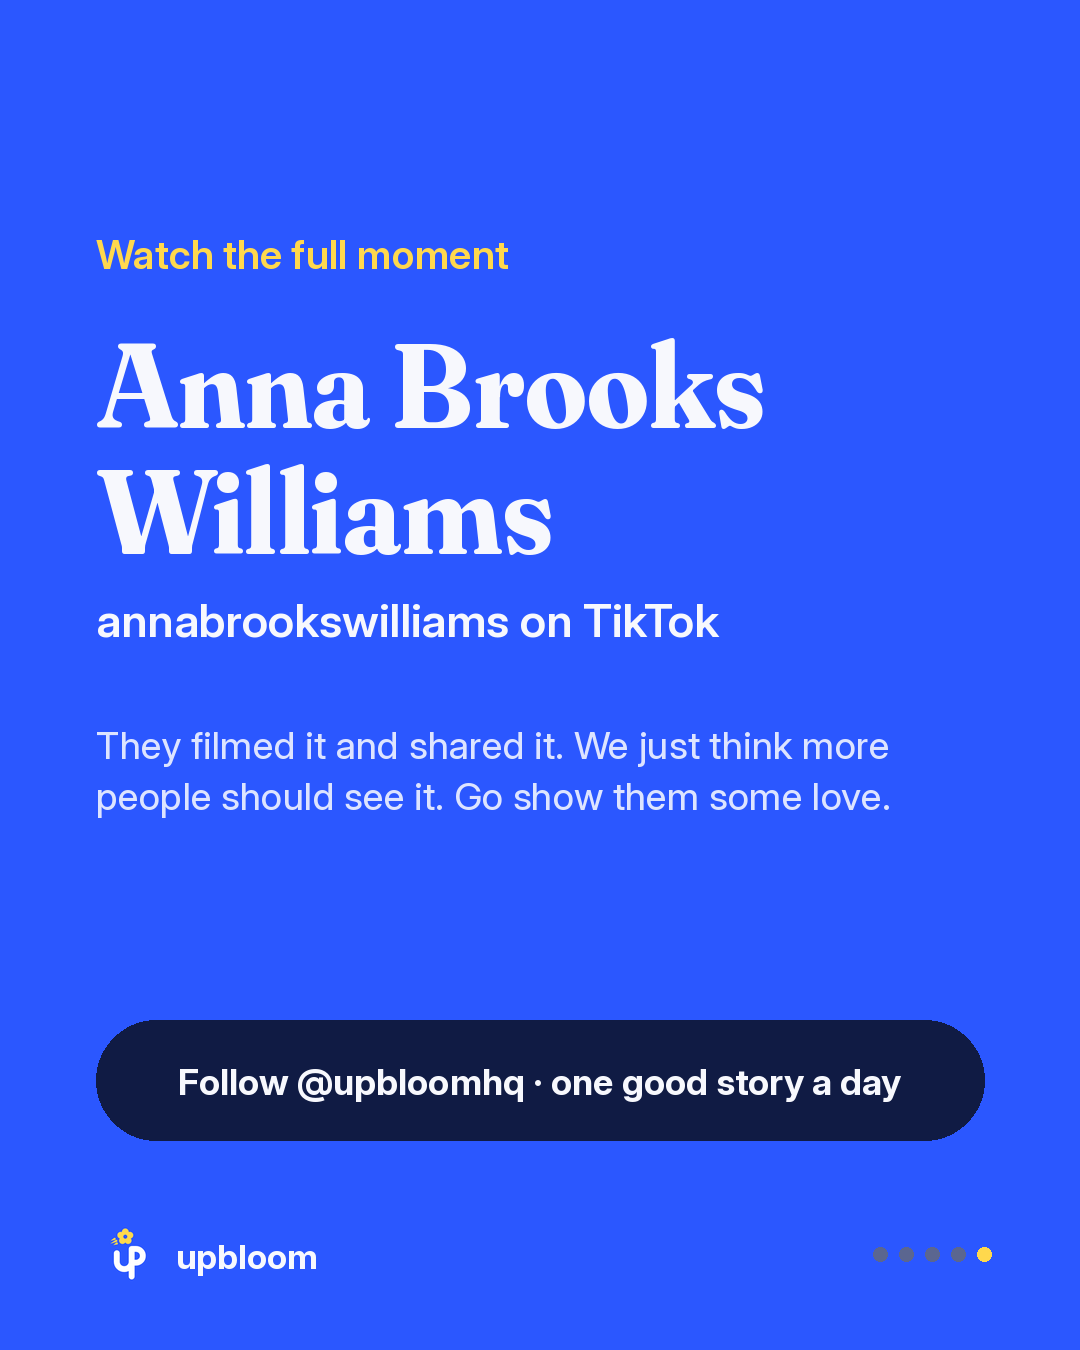 Watch the full moment
Anna Brooks
Williams
annabrookswilliams on TikTok
They filmed it and shared it. We just think more
people should see it. Go show them some love.
Follow @upbloomhq · one good story a day
up
upbloom